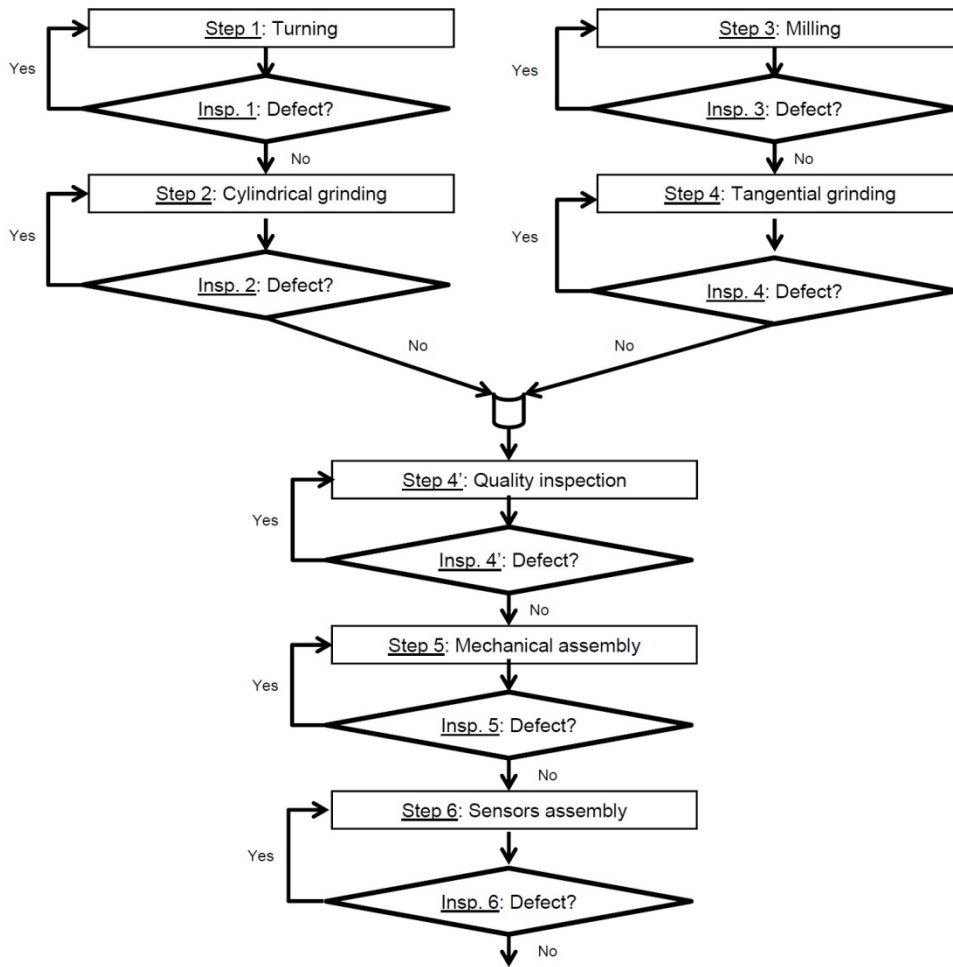 Step 1: Turning
Yes
Insp. 1: Defect?
No
Step 2: Cylindrical grinding
Yes
Insp. 2: Defect?
No
Step 3: Milling
Yes
Insp. 3: Defect?
No
Step 4: Tangential grinding
Yes
Insp. 4: Defect?
No
Step 4’: Quality inspection
Yes
Insp. 4’: Defect?
No
Step 5: Mechanical assembly
Yes
Insp. 5: Defect?
No
Step 6: Sensors assembly
Yes
Insp. 6: Defect?
No